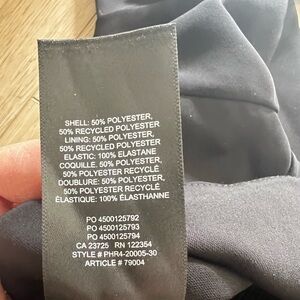 SHELL: 50% POLYESTER,
50% RECYCLED POLYESTER
LINING: 50% POLYESTER,
50% RECYCLED POLYESTER
ELASTIC: 100% ELASTANE
COQUILLE. 50% POLYESTER,
50% POLYESTER RECYCLÉ
DOUBLURE: 50% POLYESTER,
50% POLYESTER RECYCLÉ
ÉLASTIQUE: 100% ÉLASTHANNE
PO 4500125792
PO 4500125793
PO 4500125794
CA 23725 RN 122354
STYLE # PHR4-20005-30
ARTICLE # 79004